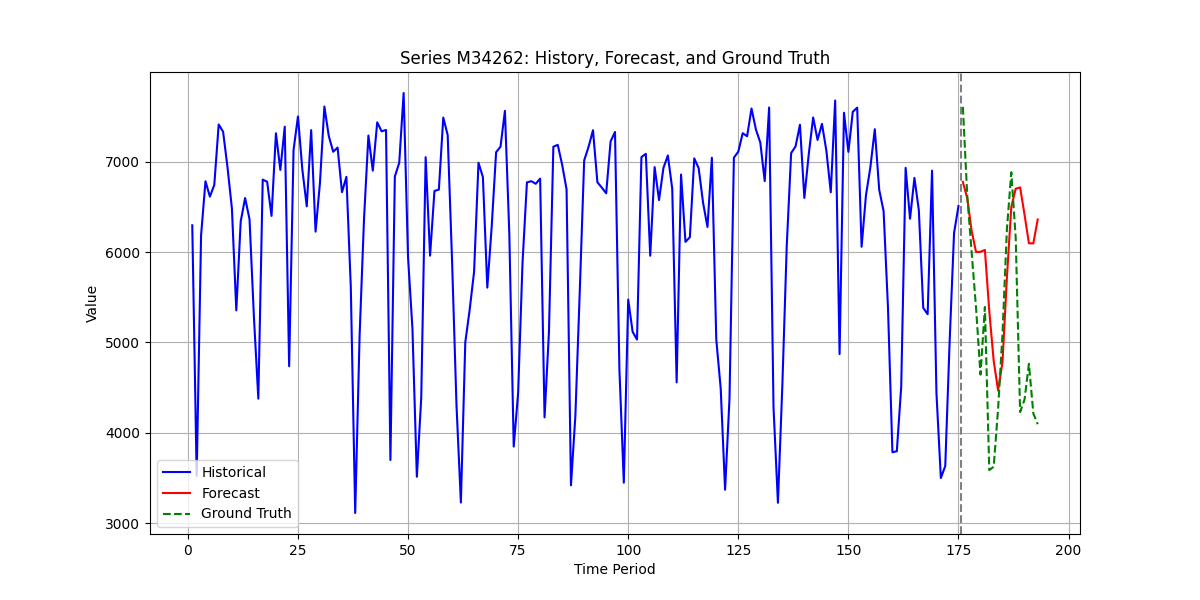 Series M34262: History, Forecast, and Ground Truth
Value
7000
6000
5000
4000
3000
Historical
Forecast
Ground Truth
0 25 50 75 100 125 150 175 200
Time Period